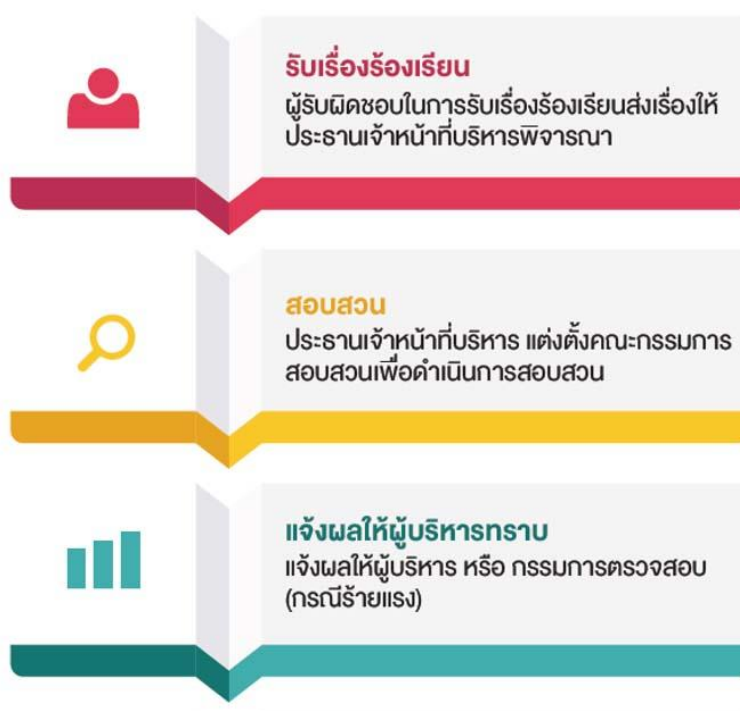 รับเรื่องร้องเรียน
ผู้รับผิดชอบในการรับเรื่องร้องเรียนส่งเรื่องให้
ประธานเจ้าหน้าที่บริหารพิจารณา
สอบสวน
ประธานเจ้าหน้าที่บริหาร แต่งตั้งคณะกรรมการ
สอบสวนเพื่อดำเนินการสอบสวน
แจ้งผลให้ผู้บริหารทราบ
แจ้งผลให้ผู้บริหาร หรือ กรรมการตรวจสอบ
(กรณีร้ายแรง)